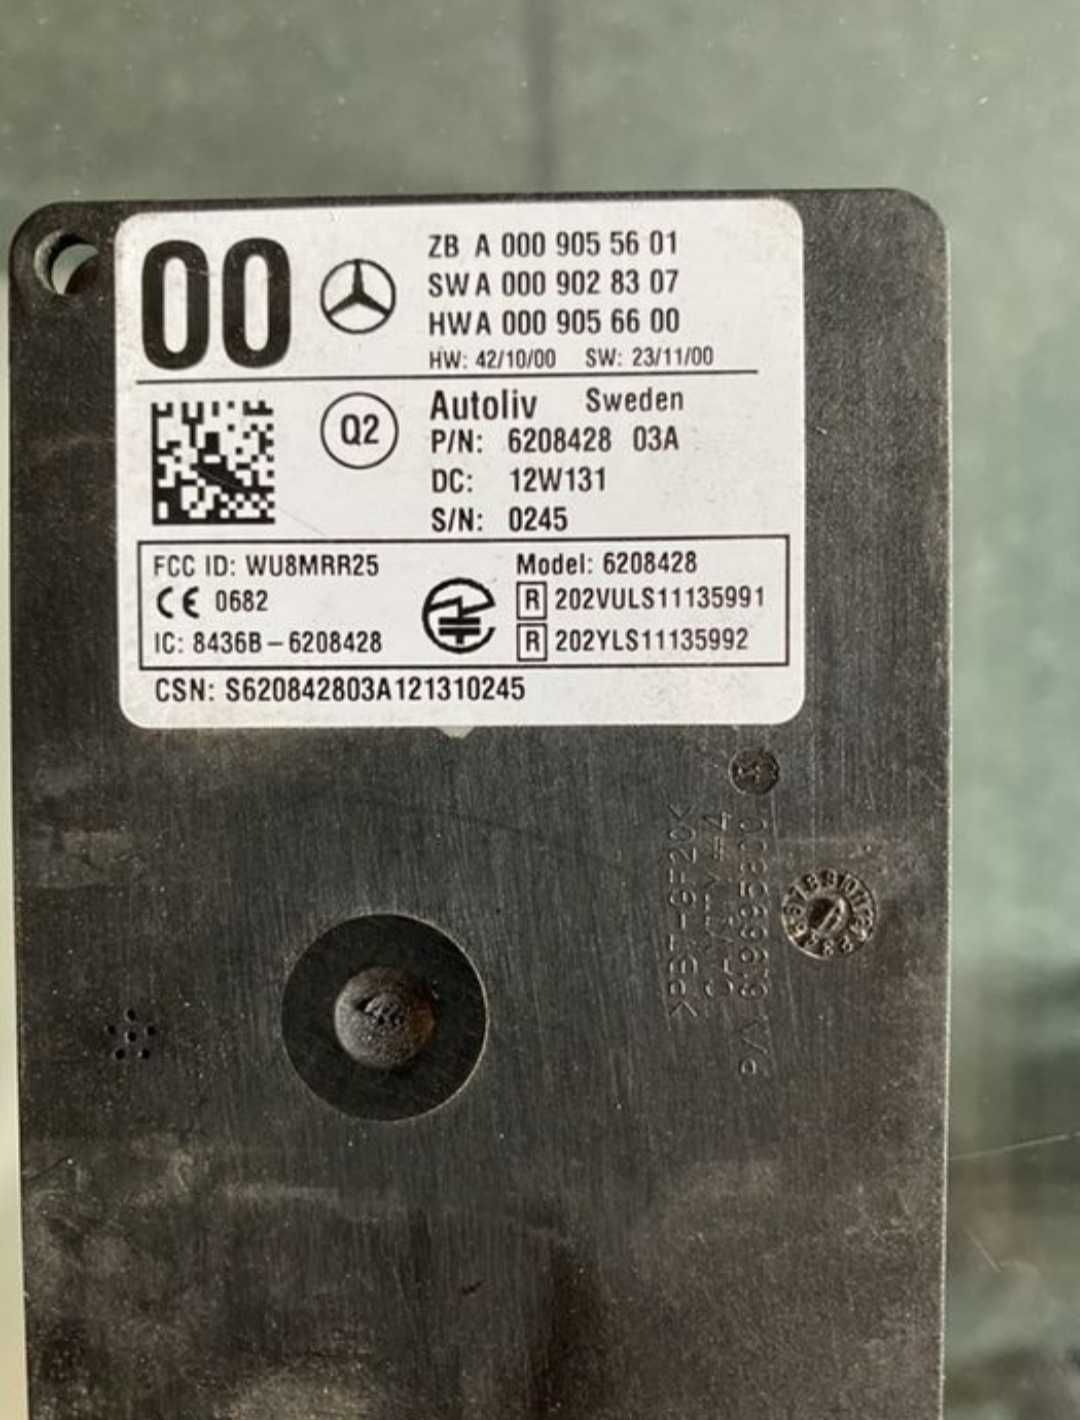 00
ZB A 000 905 56 01
SW A 000 902 83 07
HW A 000 905 66 00
HW: 42/10/00 SW: 23/11/00
Q2
Autoliv Sweden
P/N: 6208428 03A
DC: 12W131
S/N: 0245
FCC ID: WU8MRR25
CE 0682
IC: 8436B-6208428
Model: 6208428
R 202VULS11135991
R 202YLS11135992
CSN: S620842803A121310245
>PBT-GF20<